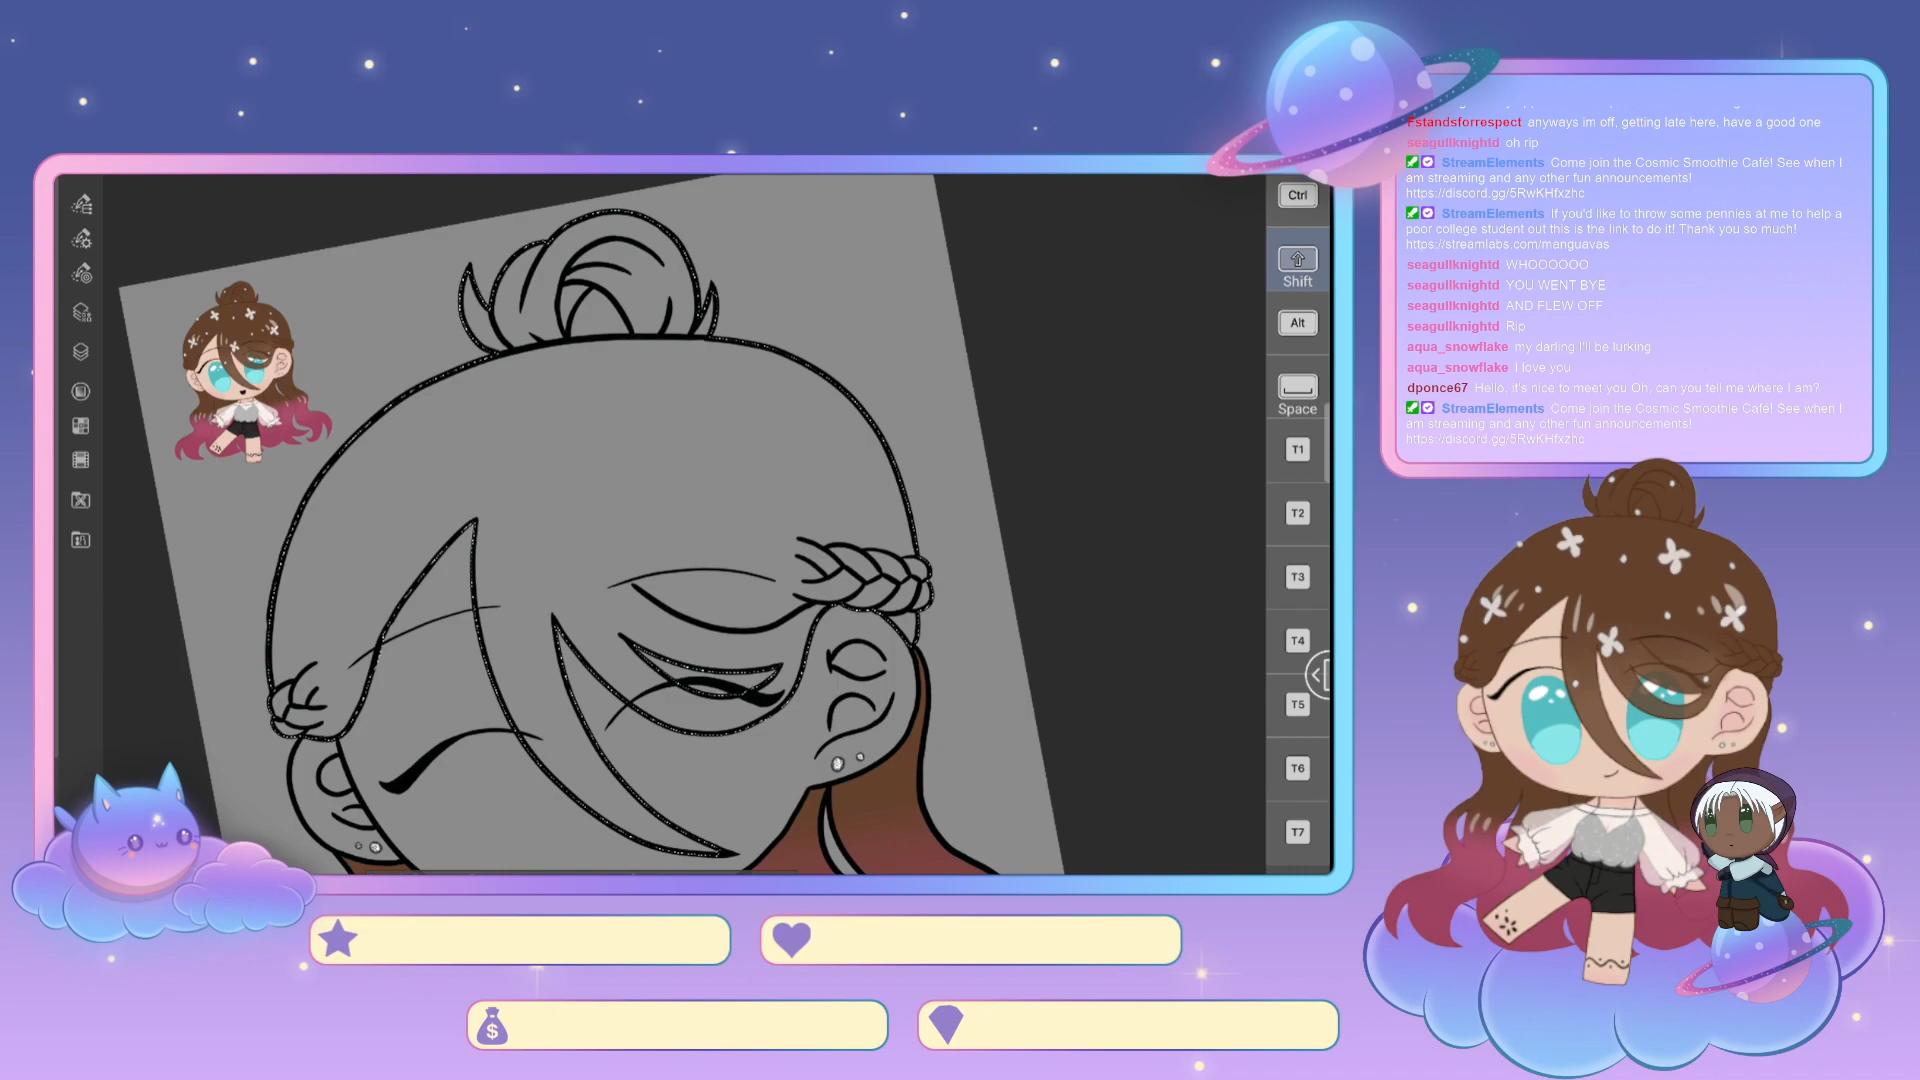 Fstandsforrespect anyways im off, getting late here, have a good one
seagullknightd oh rip
StreamElements Come join the Cosmic Smoothie Café! See when I
am streaming and any other fun announcements!
https://discord.gg/5RwKHfxzhc
StreamElements If you'd like to throw some pennies at me to help a
poor college student out this is the link to do it! Thank you so much!
https://streamlabs.com/manguavas
seagullknightd WHOOOOOO
seagullknightd YOU WENT BYE
seagullknightd AND FLEW OFF
seagullknightd Rip
aqua_snowflake my darling I'll be lurking
aqua_snowflake I love you
dponce67 Hello, it's nice to meet you Oh, can you tell me where I am?
StreamElements Come join the Cosmic Smoothie Café! See when I
am streaming and any other fun announcements!
https://discord.gg/5RwKHfxzhc
Ctrl
Shift
Alt
Space
T1
T2
T3
T4
T5
T6
T7
$